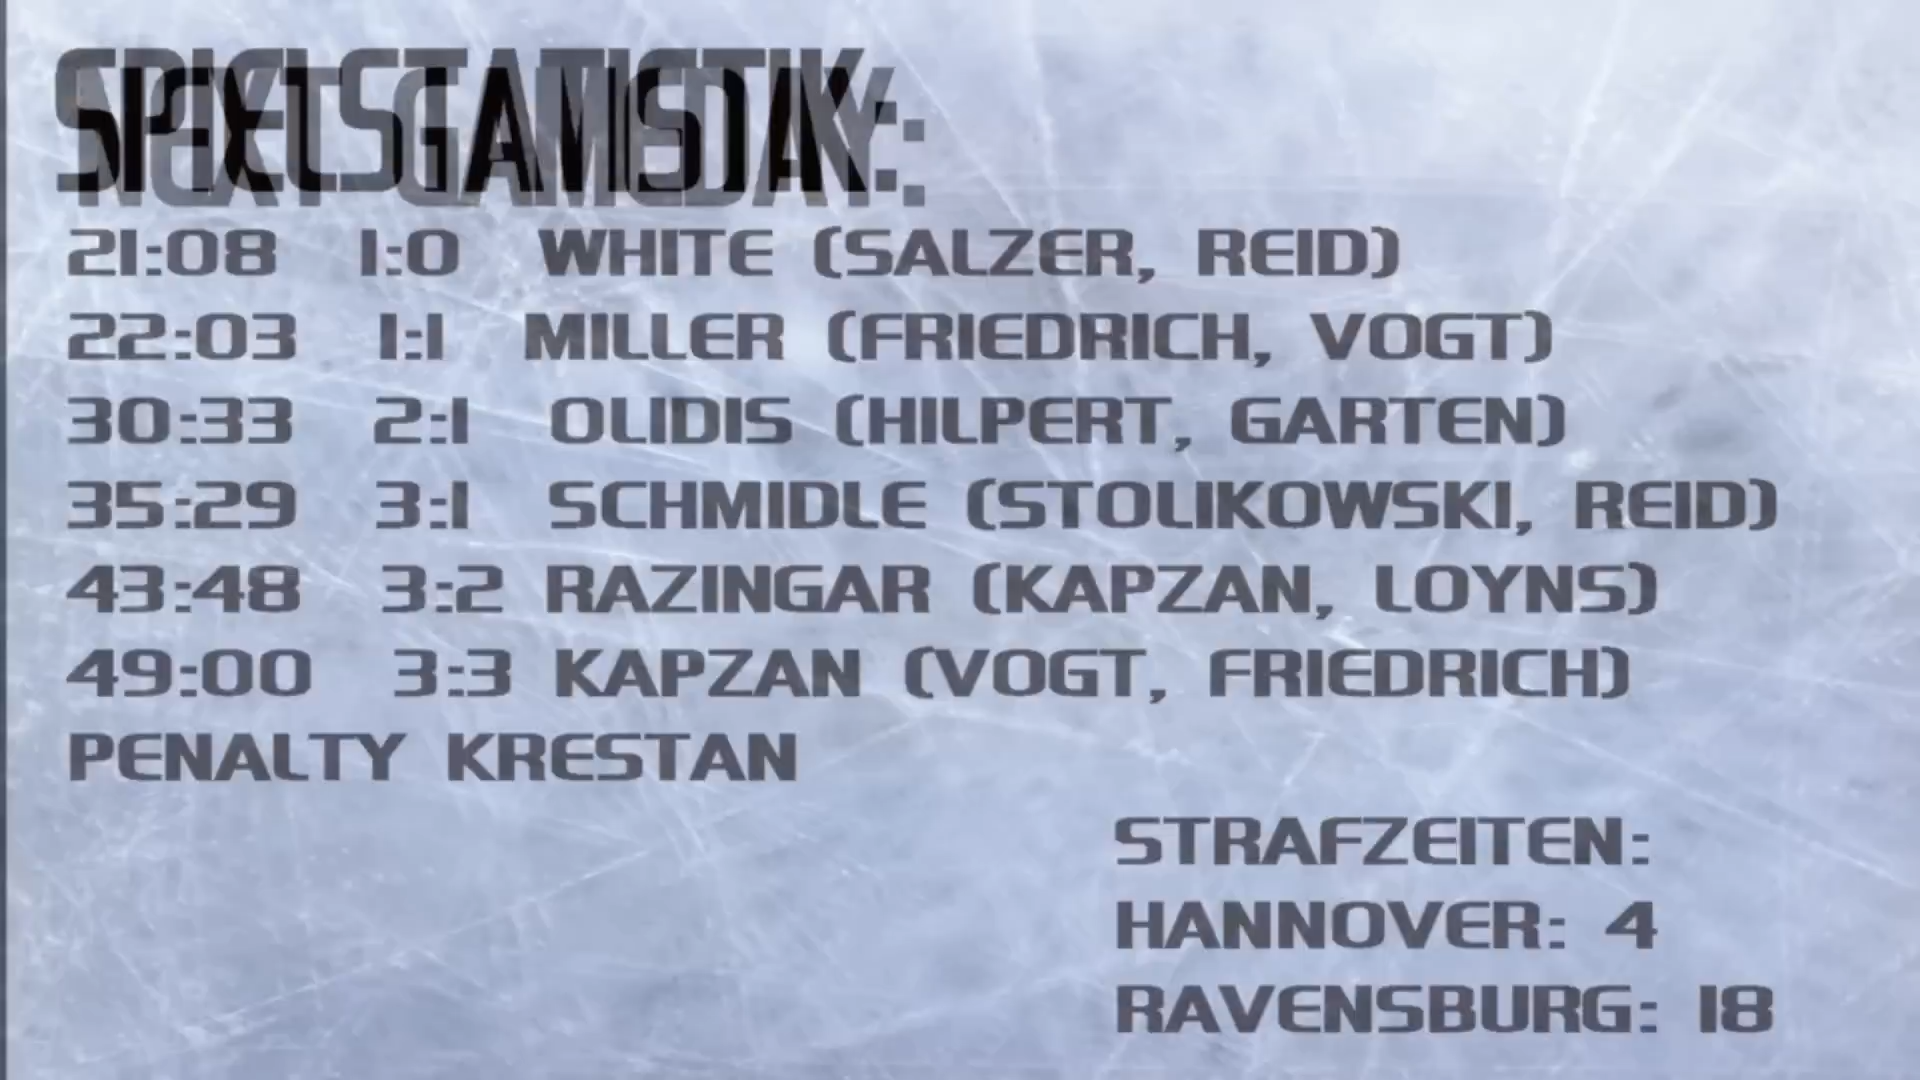 SPIELSTATISTIK:
NEXT GAMEDAY:
21:08 1:0 WHITE (SALZER, REID)
22:03 1:1 MILLER (FRIEDRICH, VOGT)
30:33 2:1 OLIDIS (HILPERT, GARTEN)
35:29 3:1 SCHMIDLE (STOLIKOWSKI, REID)
43:48 3:2 RAZINGAR (KAPZAN, LOYNS)
49:00 3:3 KAPZAN (VOGT, FRIEDRICH)
PENALTY KRESTAN
STRAFZEITEN:
HANNOVER: 4
RAVENSBURG: 18